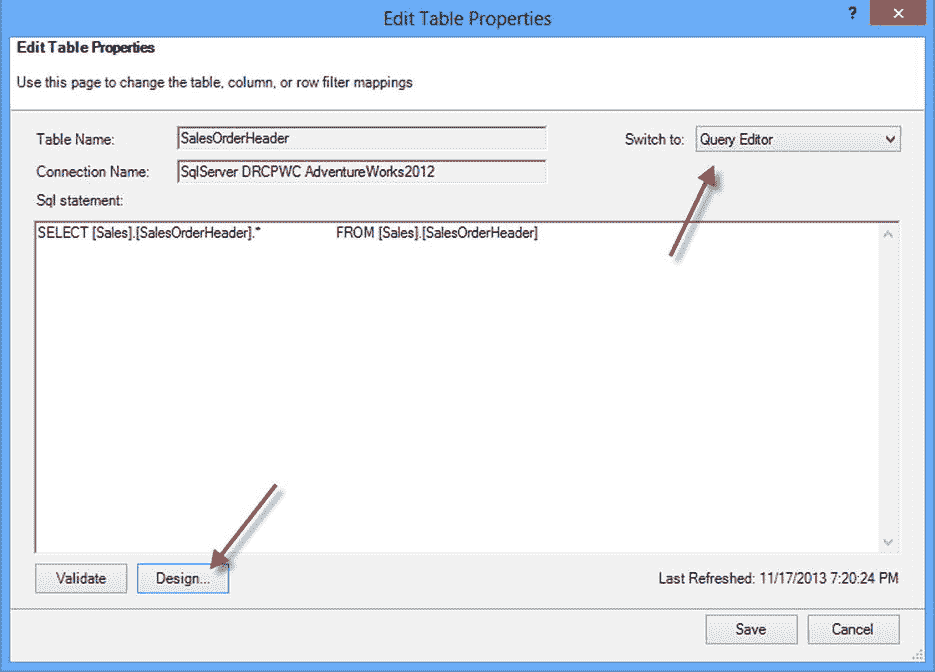 Edit Table Properties
?
Edit Table Properties
Use this page to change the table, column, or row filter mappings
Table Name: SalesOrderHeader Switch to: Query Editor
Connection Name: SqlServer DRCPWC AdventureWorks2012
Sql statement:
SELECT [Sales].[SalesOrderHeader].* FROM [Sales].[SalesOrderHeader]
Validate Design... Last Refreshed: 11/17/2013 7:20:24 PM
Save Cancel